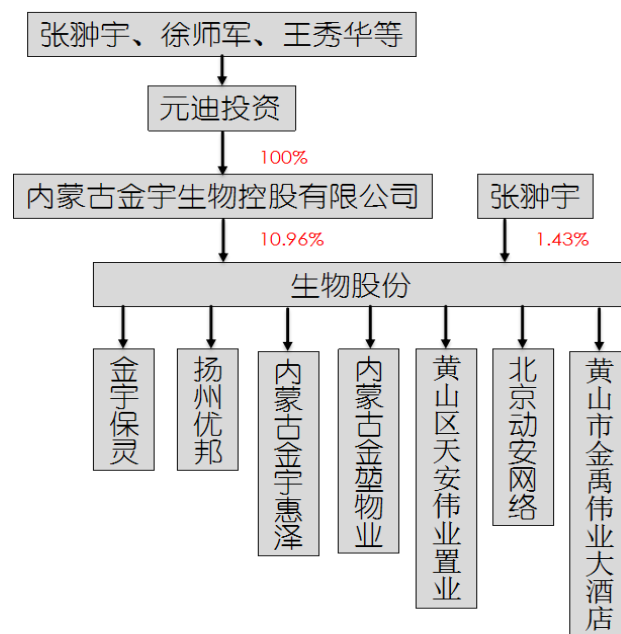 张翀宇、徐师军、王秀华等
元迪投资
100%
内蒙古金宇生物控股有限公司
张翀宇
10.96%
1.43%
生物股份
金宇保灵
扬州优邦
内蒙古金宇惠泽
内蒙古金堃物业
黄山区天安伟业置业
北京动安网络
黄山市金禹伟业大酒店